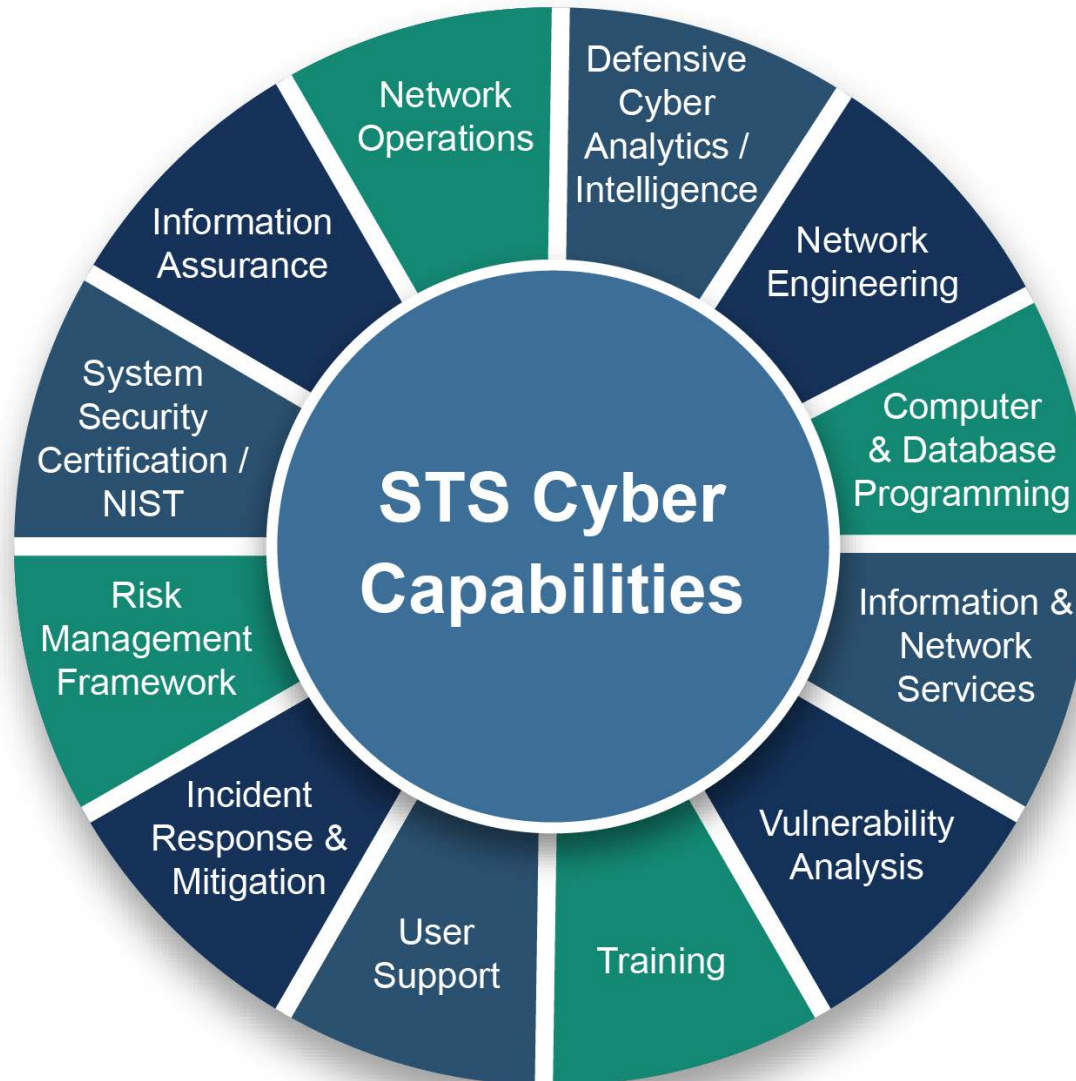 STS Cyber
Capabilities
Defensive
Cyber
Analytics /
Intelligence
Network
Engineering
Computer
& Database
Programming
Information &
Network
Services
Vulnerability
Analysis
Training
User
Support
Incident
Response &
Mitigation
Risk
Management
Framework
System
Security
Certification /
NIST
Information
Assurance
Network
Operations